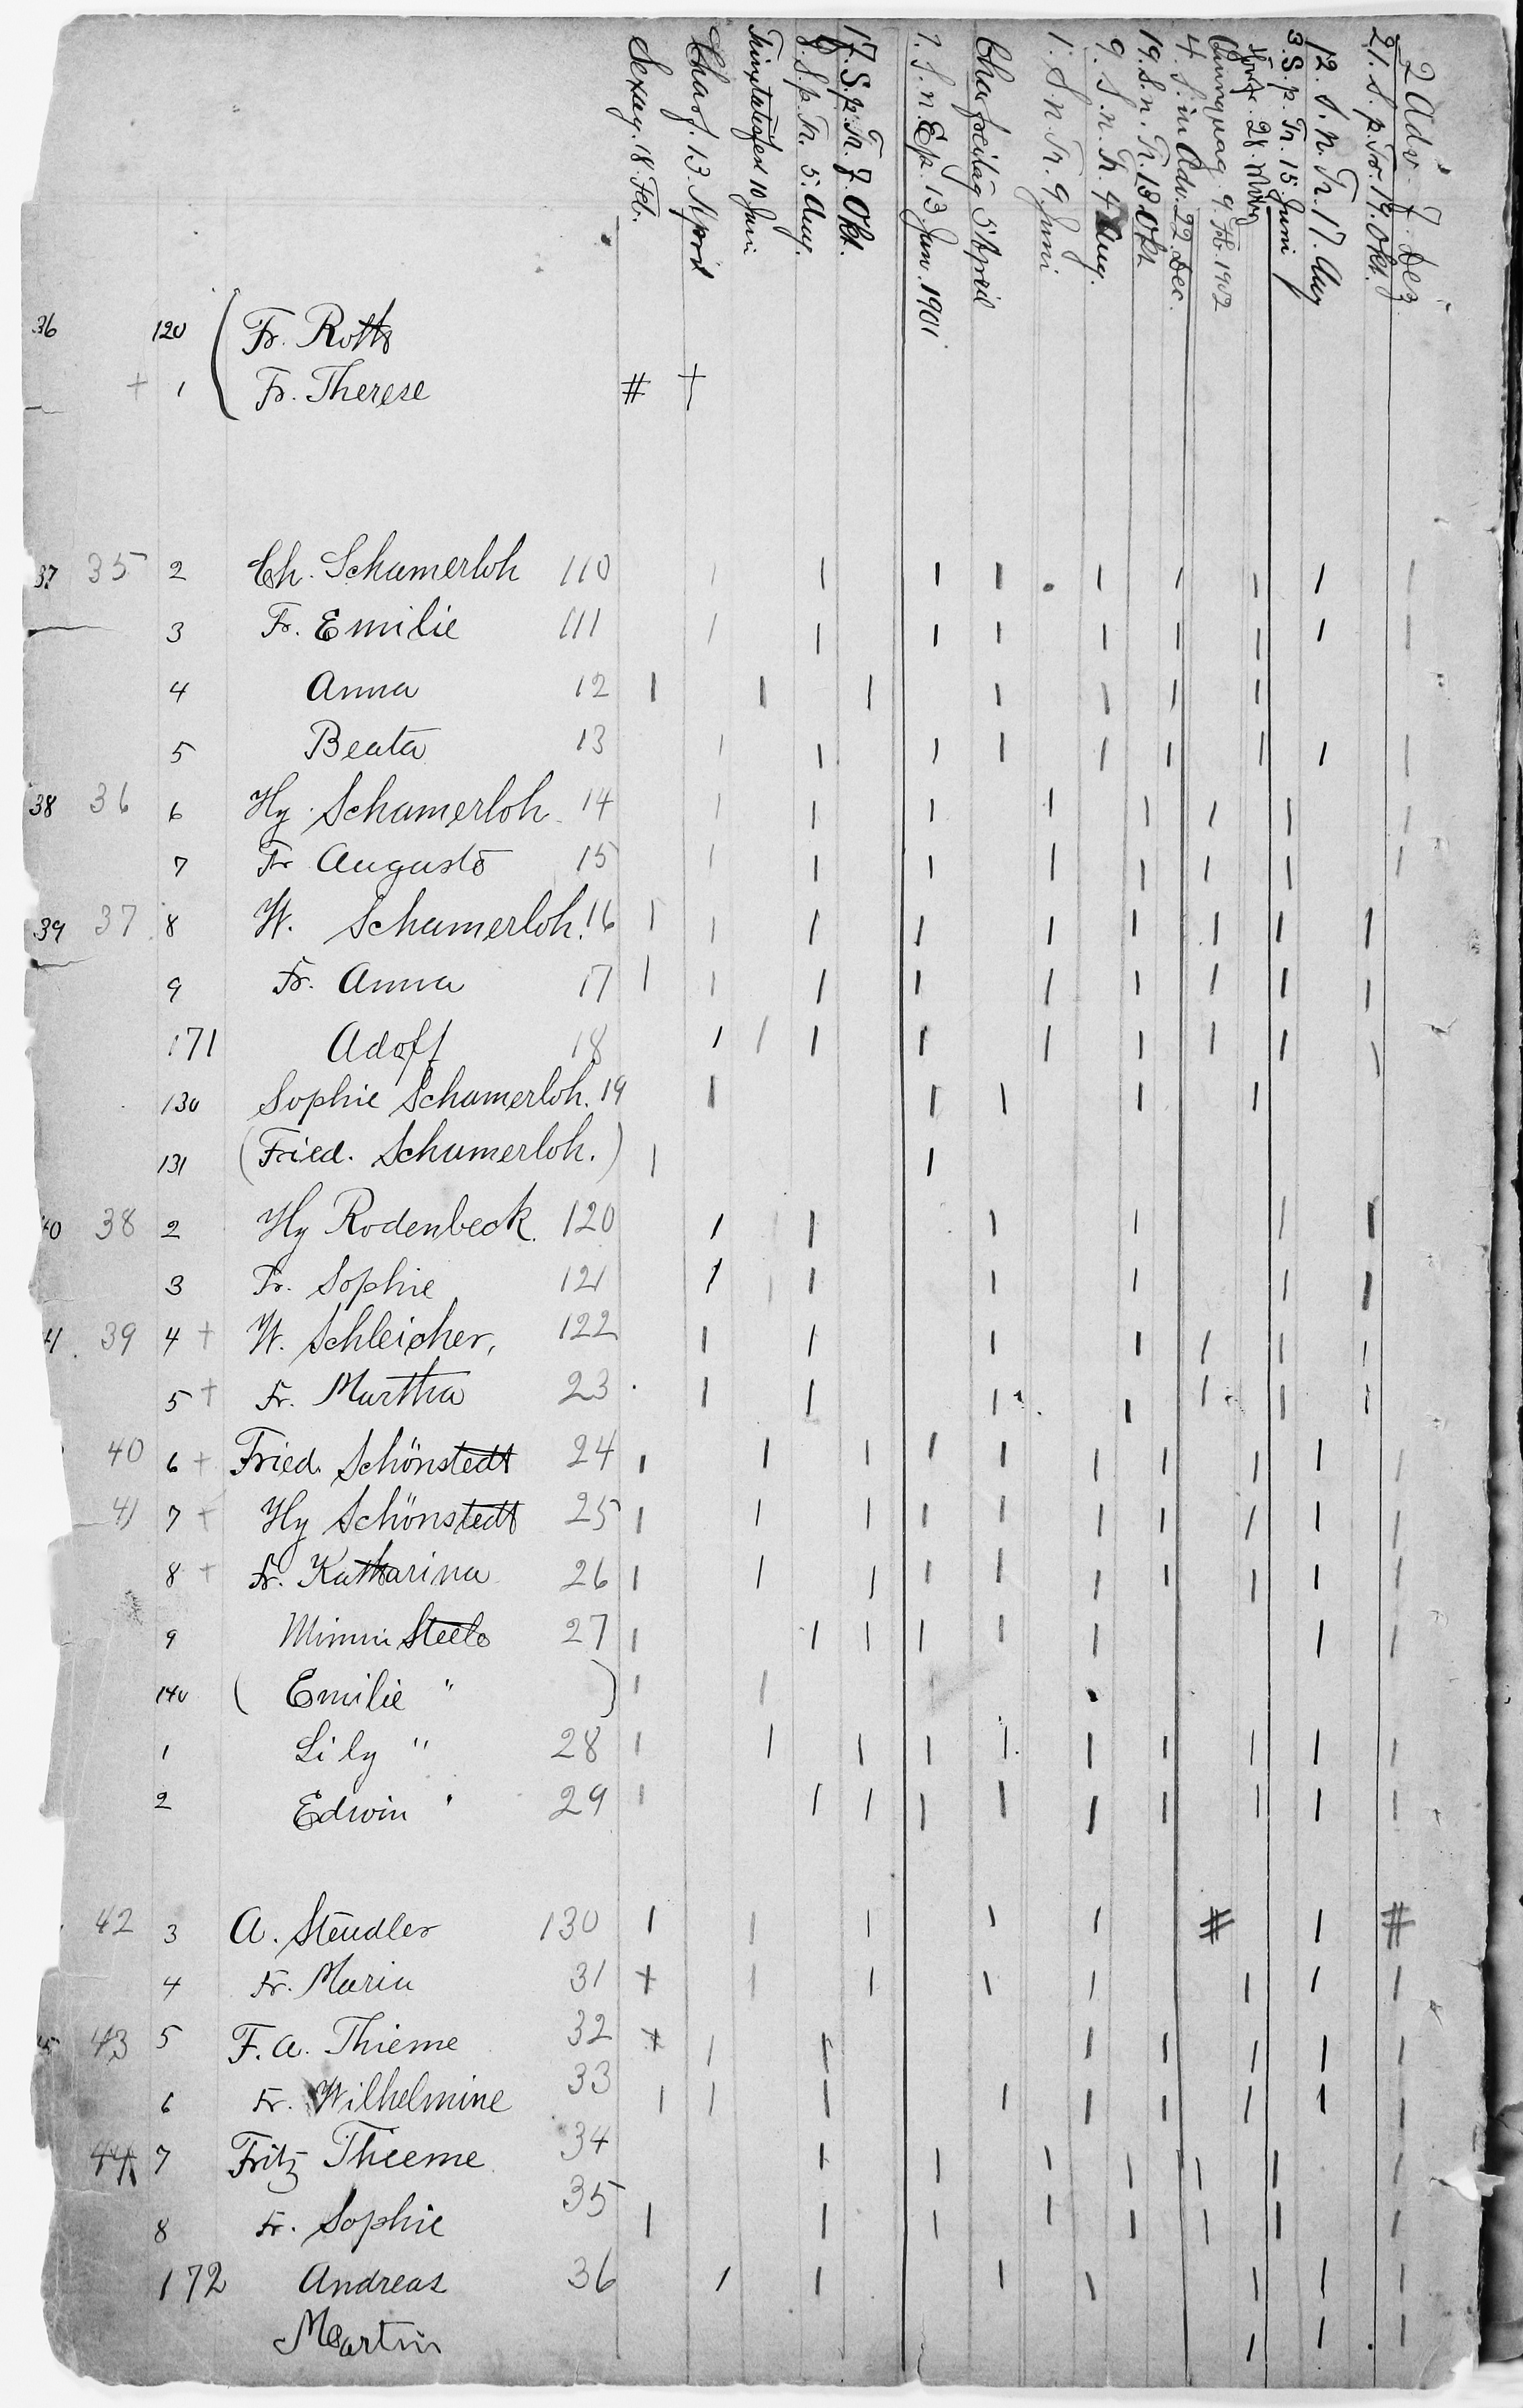 Sexag. 18. Feb.
Charf. 13. April
Trinitatisfest 10 Juni
8. S. p. Tr. 5. Aug.
17. S. p. Tr. 7. Okt.
1. S. n. Ep. 13 Jan. 1901
Charfreitag 5 April
1. S. n. Tr. 9 Juni
9. S. n. Tr. 4 Aug.
19. S. n. Tr. 13 Okt
4. S. in Adv. 22 Dec.
Quinquag. 9. Feb. 1902
28. März
3. S. p. Tr. 15 Juni
12. S. n. Tr. 17. Aug
21. S. p. Tr. 19. Okt.
2 Adv. 7 Dez.
36 120 ( Fr. Roth
+ 1 Fr. Therese # +
37 35 2 Ch. Schamerloh 110
3 Fr. Emilie 111
4 Anna 12
5 Beata 13
38 36 6 Hy. Schamerloh 14
7 Fr Auguste 15
39 37 8 W. Schamerloh. 16
9 Fr. Anna 17
171 Adolf 18
130 Sophie Schamerloh. 19
131 (Fried. Schamerloh.)
40 38 2 Hy Rodenbeck. 120
3 Fr. Sophie 121
41 39 4 + W. Schleicher, 122
5 + Fr. Martha 23
40 6 + Fried. Schönstedt 24
41 7 + Hy Schönstedt 25
8 + Fr. Katharina 26
9 Minnie Steele 27
140 ( Emilie " )
1 Lily " 28
2 Edwin " 29
42 3 A. Steudler 130 # #
4 Fr. Maria 31 +
43 5 F. A. Thieme 32 +
6 Fr. Wilhelmine 33
44 7 Fritz Thieme 34
8 Fr. Sophie 35
172 Andreas 36
Martin